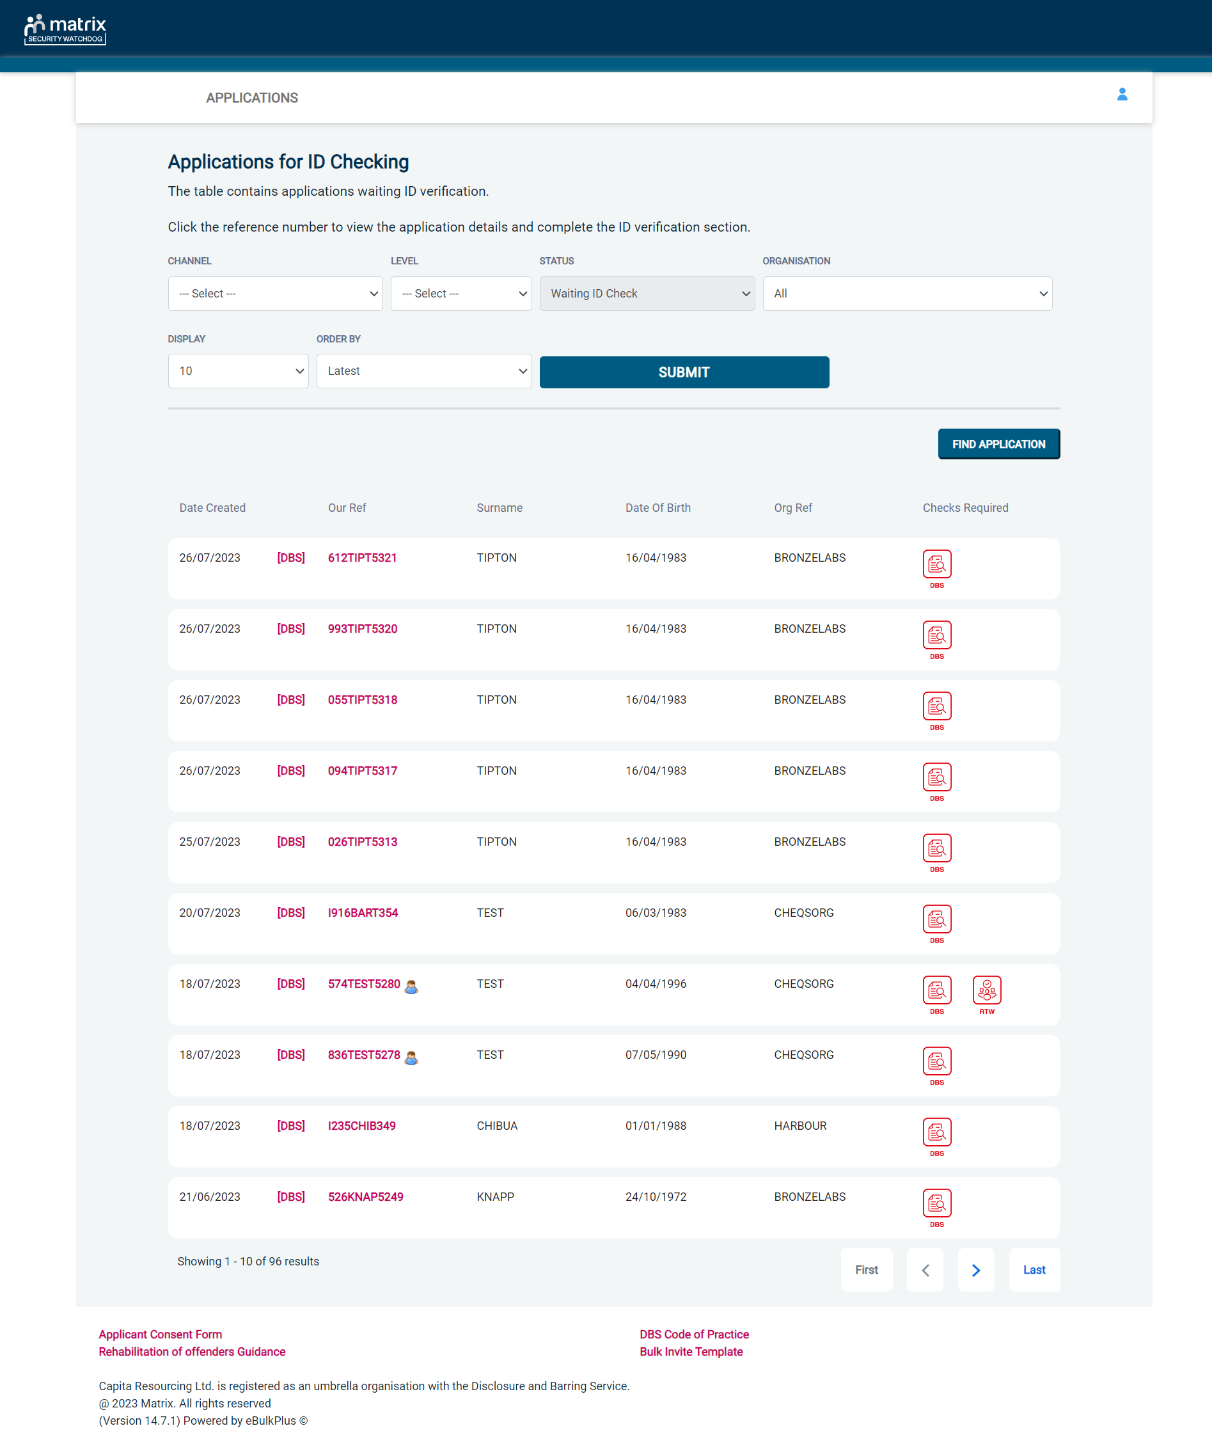 matrix
SECURITY WATCHDOG
APPLICATIONS
Applications for ID Checking
The table contains applications waiting ID verification.
Click the reference number to view the application details and complete the ID verification section.
CHANNEL LEVEL STATUS ORGANISATION
--- Select --- --- Select --- Waiting ID Check All
DISPLAY ORDER BY
10 Latest SUBMIT
FIND APPLICATION
Date Created Our Ref Surname Date Of Birth Org Ref Checks Required
26/07/2023 [DBS] 612TIPT5321 TIPTON 16/04/1983 BRONZELABS
DBS
26/07/2023 [DBS] 993TIPT5320 TIPTON 16/04/1983 BRONZELABS
DBS
26/07/2023 [DBS] 055TIPT5318 TIPTON 16/04/1983 BRONZELABS
DBS
26/07/2023 [DBS] 094TIPT5317 TIPTON 16/04/1983 BRONZELABS
DBS
25/07/2023 [DBS] 026TIPT5313 TIPTON 16/04/1983 BRONZELABS
DBS
20/07/2023 [DBS] I916BART354 TEST 06/03/1983 CHEQSORG
DBS
18/07/2023 [DBS] 574TEST5280 TEST 04/04/1996 CHEQSORG
DBS RTW
18/07/2023 [DBS] 836TEST5278 TEST 07/05/1990 CHEQSORG
DBS
18/07/2023 [DBS] I235CHIB349 CHIBUA 01/01/1988 HARBOUR
DBS
21/06/2023 [DBS] 526KNAP5249 KNAPP 24/10/1972 BRONZELABS
DBS
Showing 1 - 10 of 96 results
First < > Last
Applicant Consent Form DBS Code of Practice
Rehabilitation of offenders Guidance Bulk Invite Template
Capita Resourcing Ltd. is registered as an umbrella organisation with the Disclosure and Barring Service.
@ 2023 Matrix. All rights reserved
(Version 14.7.1) Powered by eBulkPlus ©